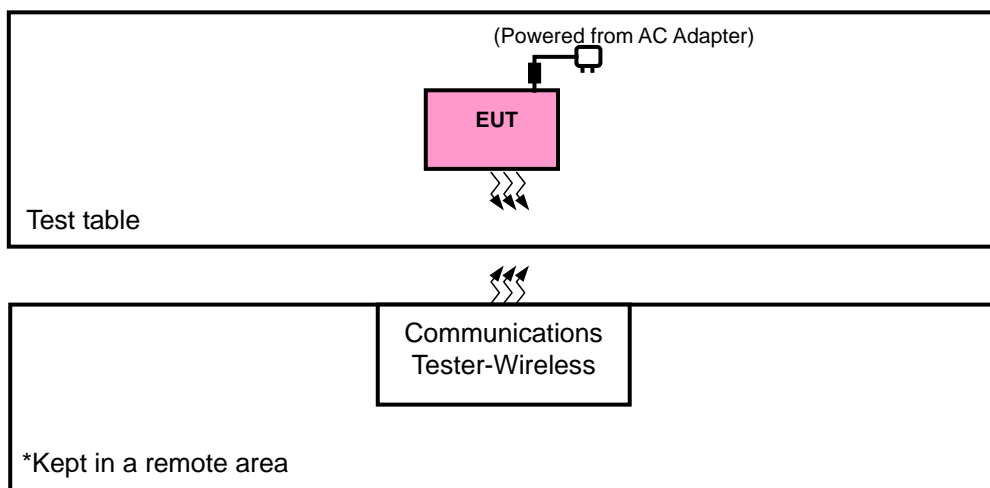 (Powered from AC Adapter)
EUT
Test table
Communications
Tester-Wireless
*Kept in a remote area